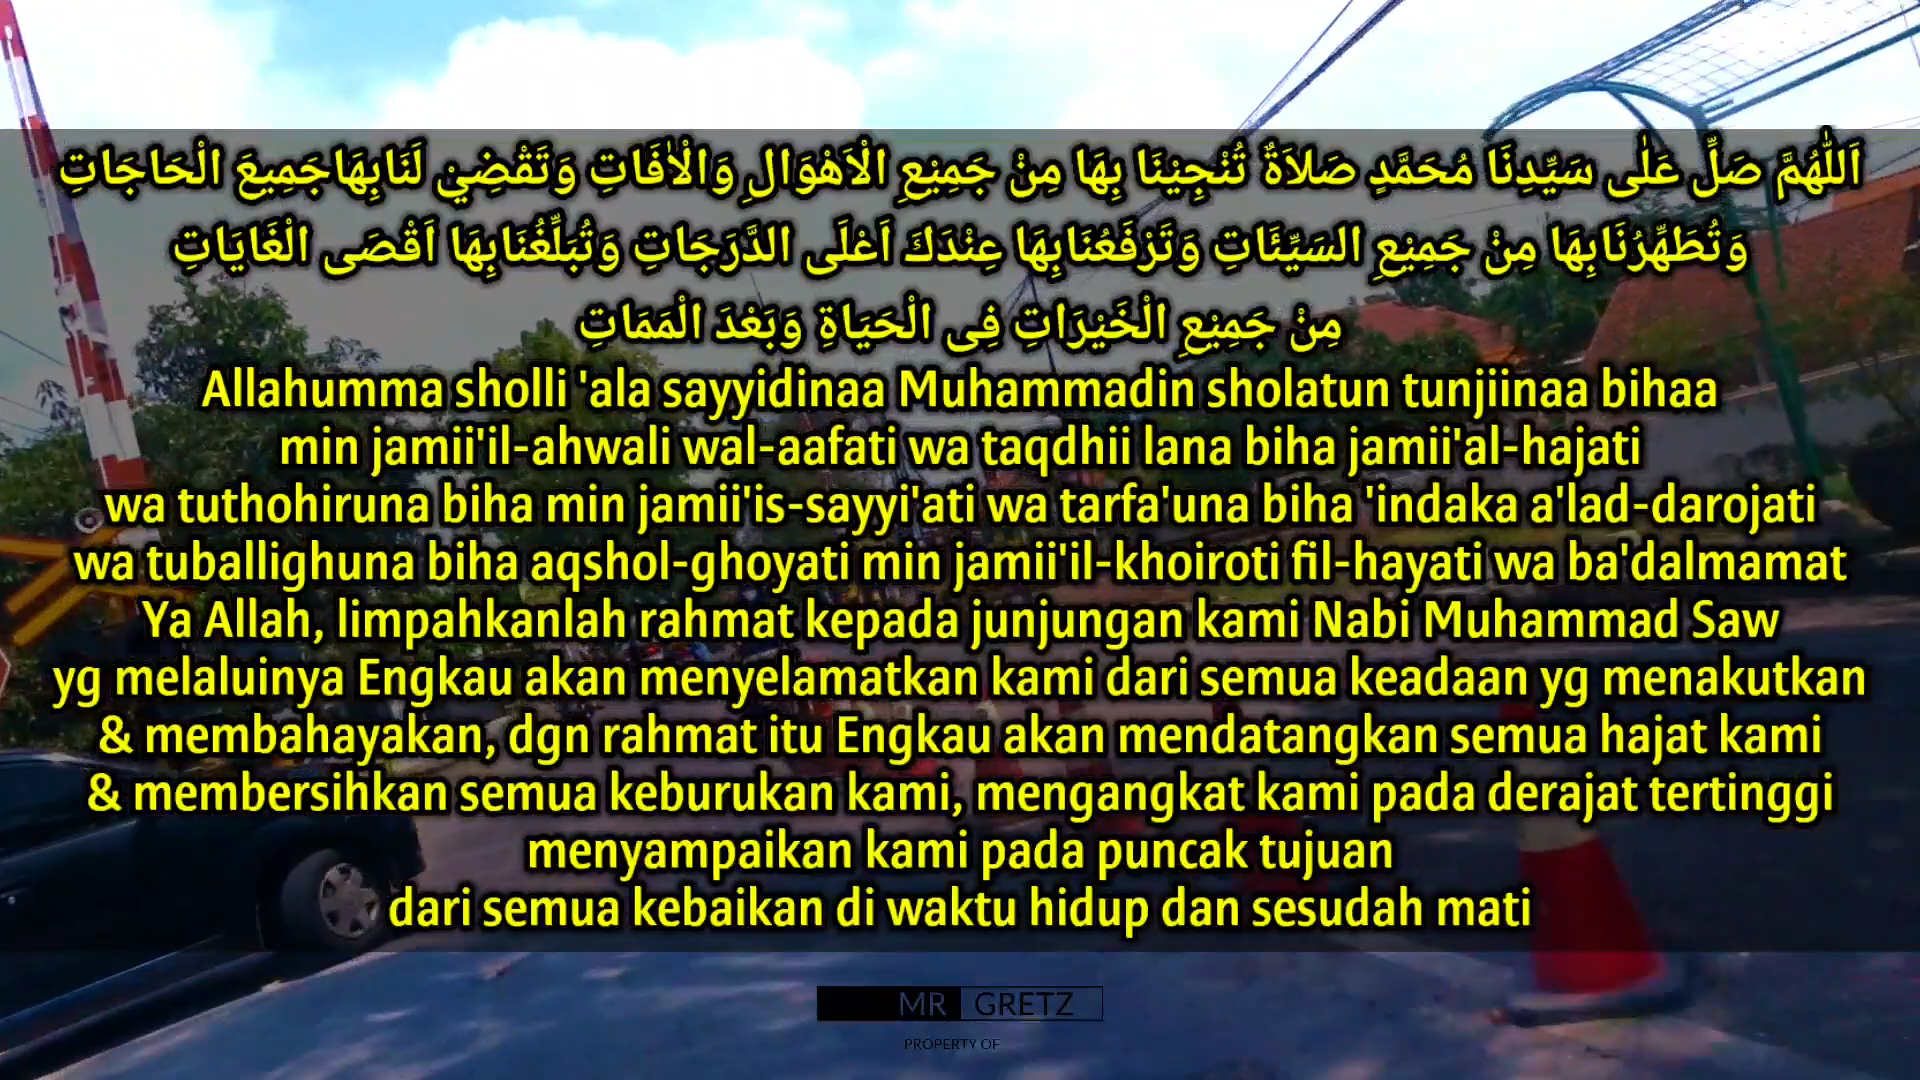 اَللّٰهُمَّ صَلِّ عَلٰى سَيِّدِنَا مُحَمَّدٍ صَلاَةٌ تُنْجِيْنَا بِهَا مِنْ جَمِيْعِ الْاَهْوَالِ وَالْاٰفَاتِ وَتَقْضِيْ لَنَابِهَاجَمِيعَ الْحَاجَاتِ
وَتُطَهِّرُنَابِهَا مِنْ جَمِيْعِ السَيِّئَاتِ وَتَرْفَعُنَابِهَا عِنْدَكَ اَعْلَى الدَّرَجَاتِ وَتُبَلِّغُنَابِهَا اَقْصَى الْغَايَاتِ
مِنْ جَمِيْعِ الْخَيْرَاتِ فِى الْحَيَاةِ وَبَعْدَ الْمَمَاتِ
Allahumma sholli 'ala sayyidinaa Muhammadin sholatun tunjiinaa bihaa
min jamii'il-ahwali wal-aafati wa taqdhii lana biha jamii'al-hajati
wa tuthohiruna biha min jamii'is-sayyi'ati wa tarfa'una biha 'indaka a'lad-darojati
wa tuballighuna biha aqshol-ghoyati min jamii'il-khoiroti fil-hayati wa ba'dalmamat
Ya Allah, limpahkanlah rahmat kepada junjungan kami Nabi Muhammad Saw
yg melaluinya Engkau akan menyelamatkan kami dari semua keadaan yg menakutkan
& membahayakan, dgn rahmat itu Engkau akan mendatangkan semua hajat kami
& membersihkan semua keburukan kami, mengangkat kami pada derajat tertinggi
menyampaikan kami pada puncak tujuan
dari semua kebaikan di waktu hidup dan sesudah mati
MR GRETZ
PROPERTY OF